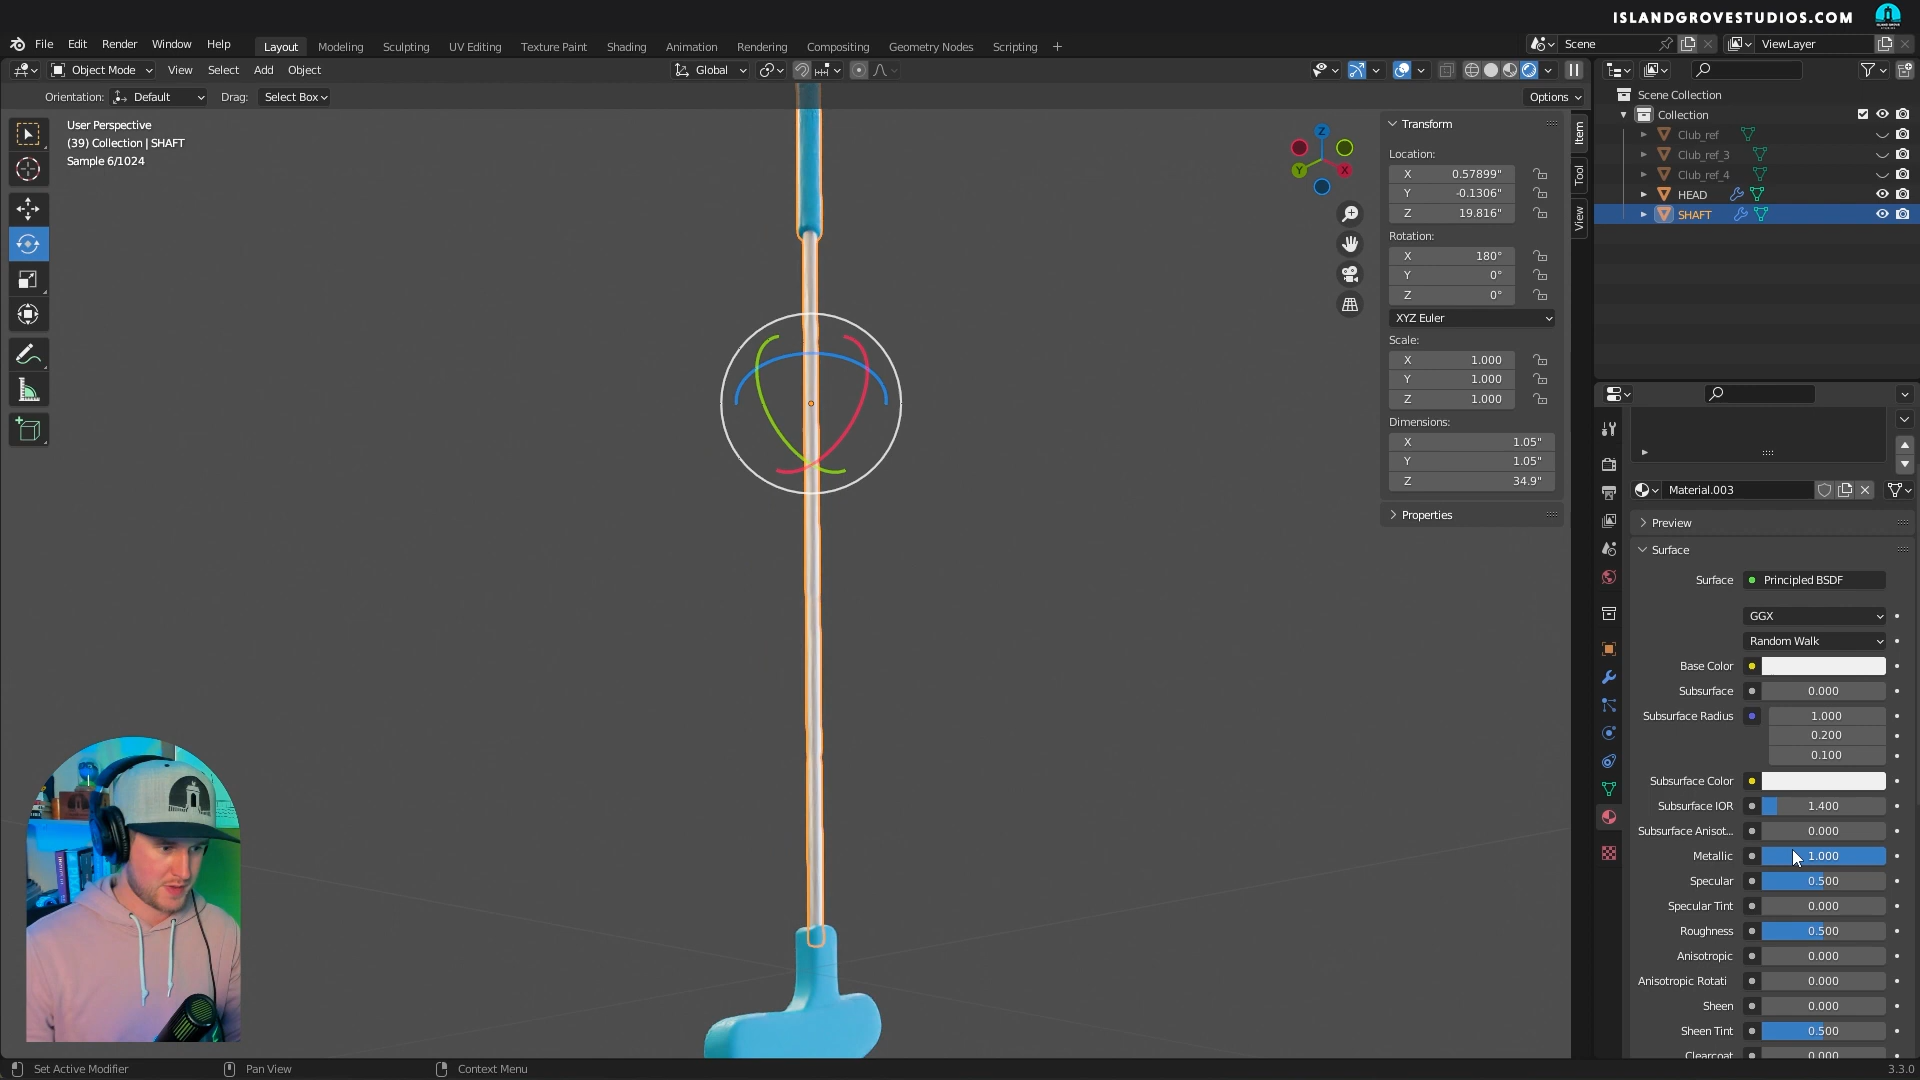 ISLANDGROVESTUDIOS.COM
File Edit Render Window Help
Layout Modeling Sculpting UV Editing Texture Paint Shading Animation Rendering Compositing Geometry Nodes Scripting +
Scene
ViewLayer
Object Mode View Select Add Object
Global
Orientation: Default Drag: Select Box
Options
User Perspective
(39) Collection | SHAFT
Sample 6/1024
Z
Y
X
Transform
Location:
X 0.57899"
Y -0.1306"
Z 19.816"
Rotation:
X 180°
Y 0°
Z 0°
XYZ Euler
Scale:
X 1.000
Y 1.000
Z 1.000
Dimensions:
X 1.05"
Y 1.05"
Z 34.9"
Properties
Item
Tool
View
Scene Collection
Collection
Club_ref
Club_ref_3
Club_ref_4
HEAD
SHAFT
Material.003
Preview
Surface
Surface Principled BSDF
GGX
Random Walk
Base Color
Subsurface 0.000
Subsurface Radius 1.000
0.200
0.100
Subsurface Color
Subsurface IOR 1.400
Subsurface Anisot... 0.000
Metallic 1.000
Specular 0.500
Specular Tint 0.000
Roughness 0.500
Anisotropic 0.000
Anisotropic Rotati 0.000
Sheen 0.000
Sheen Tint 0.500
Clearcoat 0.000
Set Active Modifier
Pan View
Context Menu
3.3.0